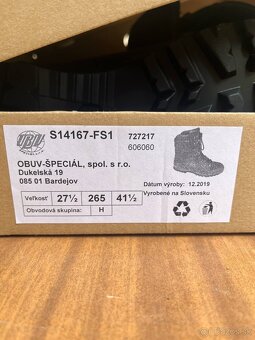 OBUV
S14167-FS1
727217
606060
OBUV-ŠPECIÁL, spol. s r.o.
Dukelská 19
085 01 Bardejov
Dátum výroby: 12.2019
Vyrobené na Slovensku
Veľkosť 27½ 265 41½
Obvodová skupina: H